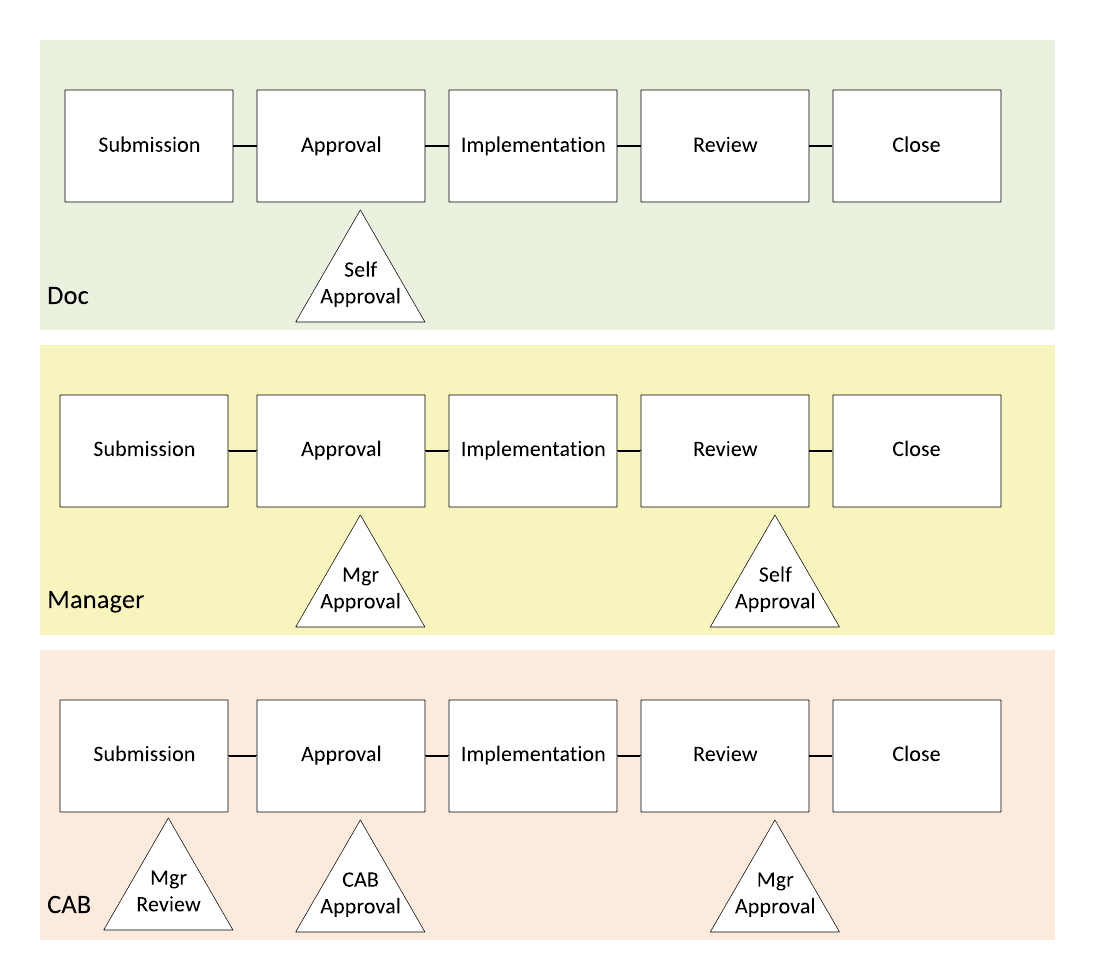 Submission
Approval
Implementation
Review
Close
Self
Approval
Doc
Submission
Approval
Implementation
Review
Close
Mgr
Approval
Self
Approval
Manager
Submission
Approval
Implementation
Review
Close
Mgr
Review
CAB
Approval
Mgr
Approval
CAB